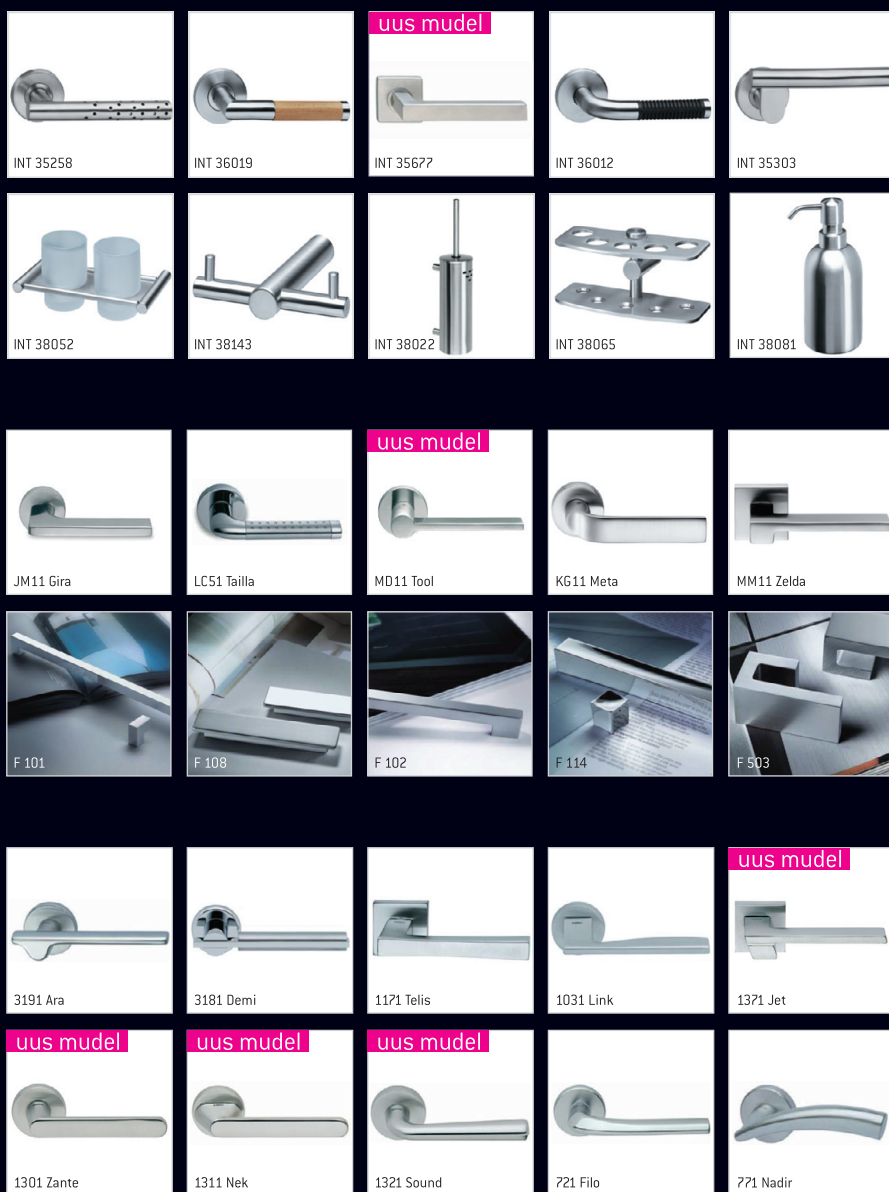 uus mudel
INT 35258
INT 36019
INT 35677
INT 36012
INT 35303
INT 38052
INT 38143
INT 38022
INT 38065
INT 38081
uus mudel
JM11 Gira
LC51 Tailla
MD11 Tool
KG11 Meta
MM11 Zelda
F 101
F 108
F 102
F 114
F 503
uus mudel
3191 Ara
3181 Demi
1171 Telis
1031 Link
1371 Jet
uus mudel
uus mudel
uus mudel
1301 Zante
1311 Nek
1321 Sound
721 Filo
771 Nadir